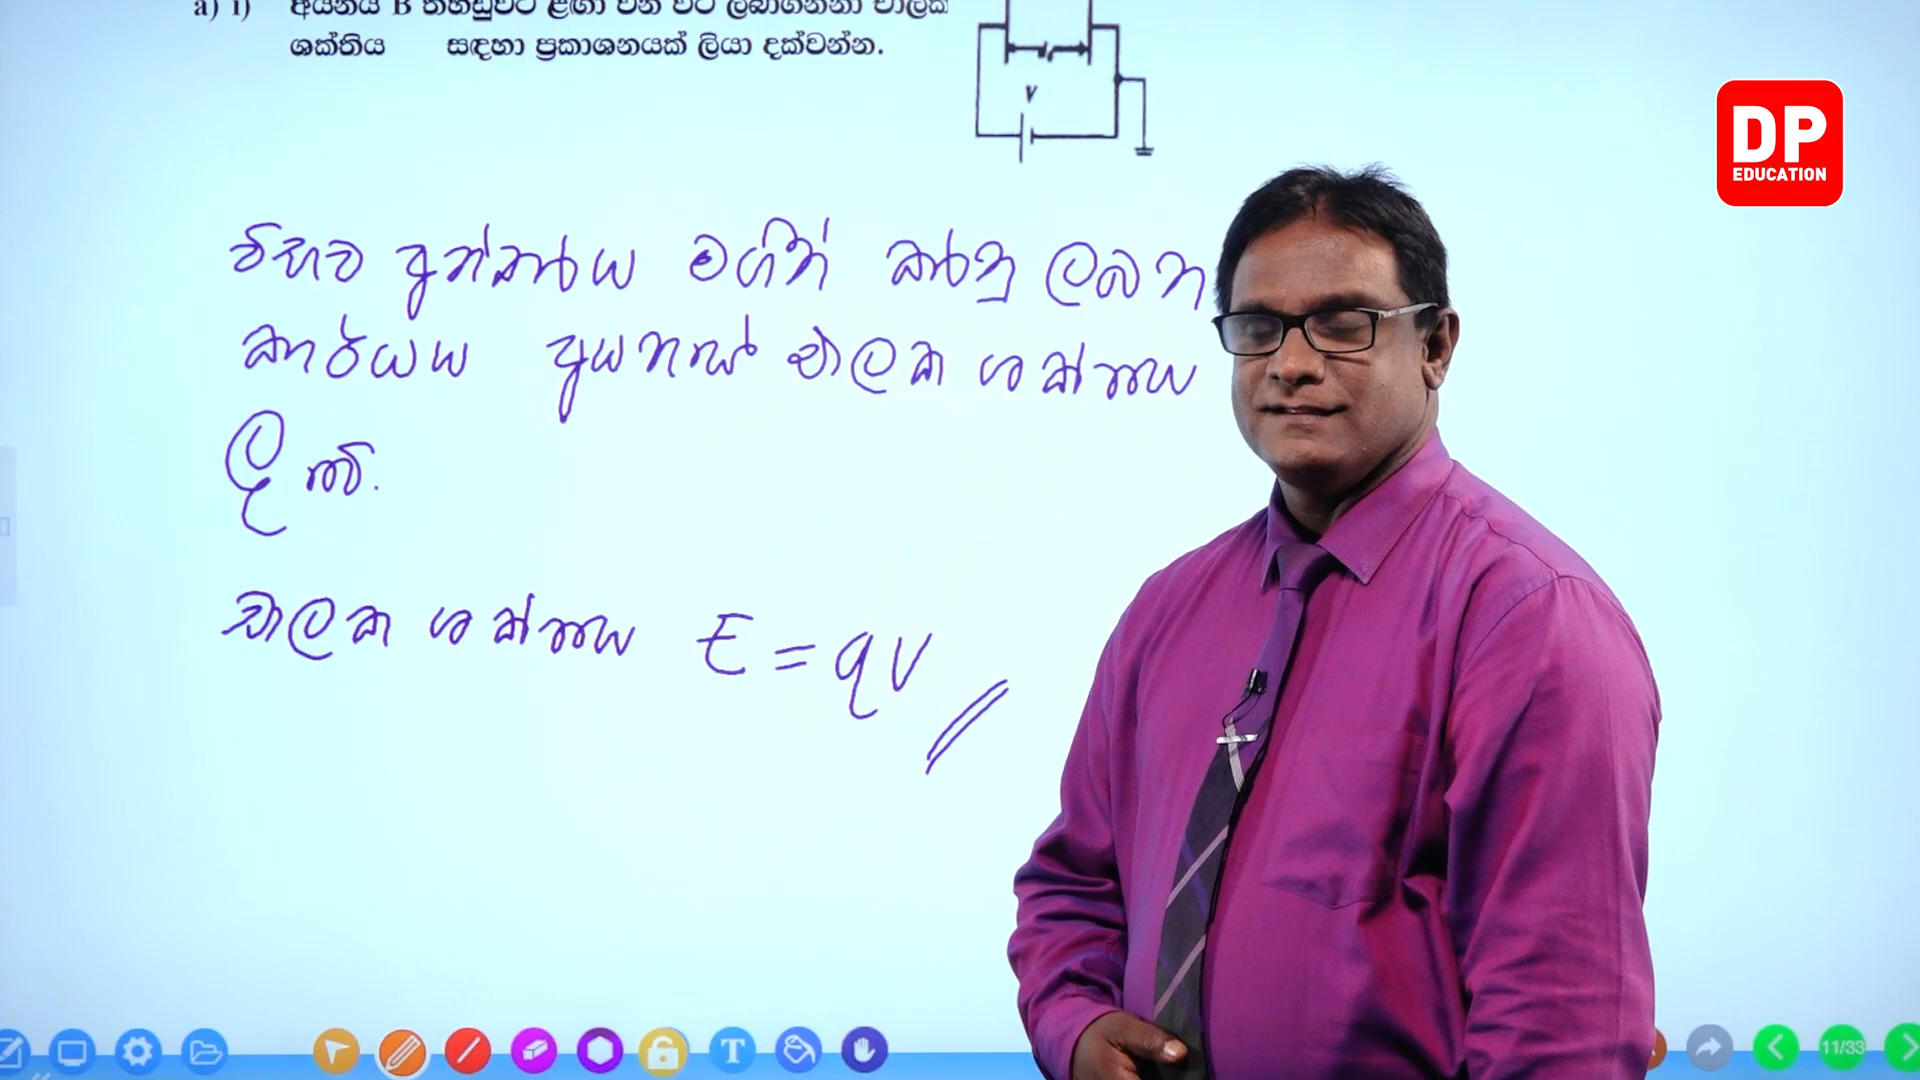 a) i) අයනය B තහඩුවට ළඟා වන විට ලබාගන්නා චාලක
ශක්තිය සඳහා ප්‍රකාශනයක් ලියා දක්වන්න.
V
DP
EDUCATION
විභව අන්තරය මගින් කරනු ලබන
කාර්යය අයනයේ චාලක ශක්තිය
ලෙස
චාලක ශක්තිය E = qV
T
11/33